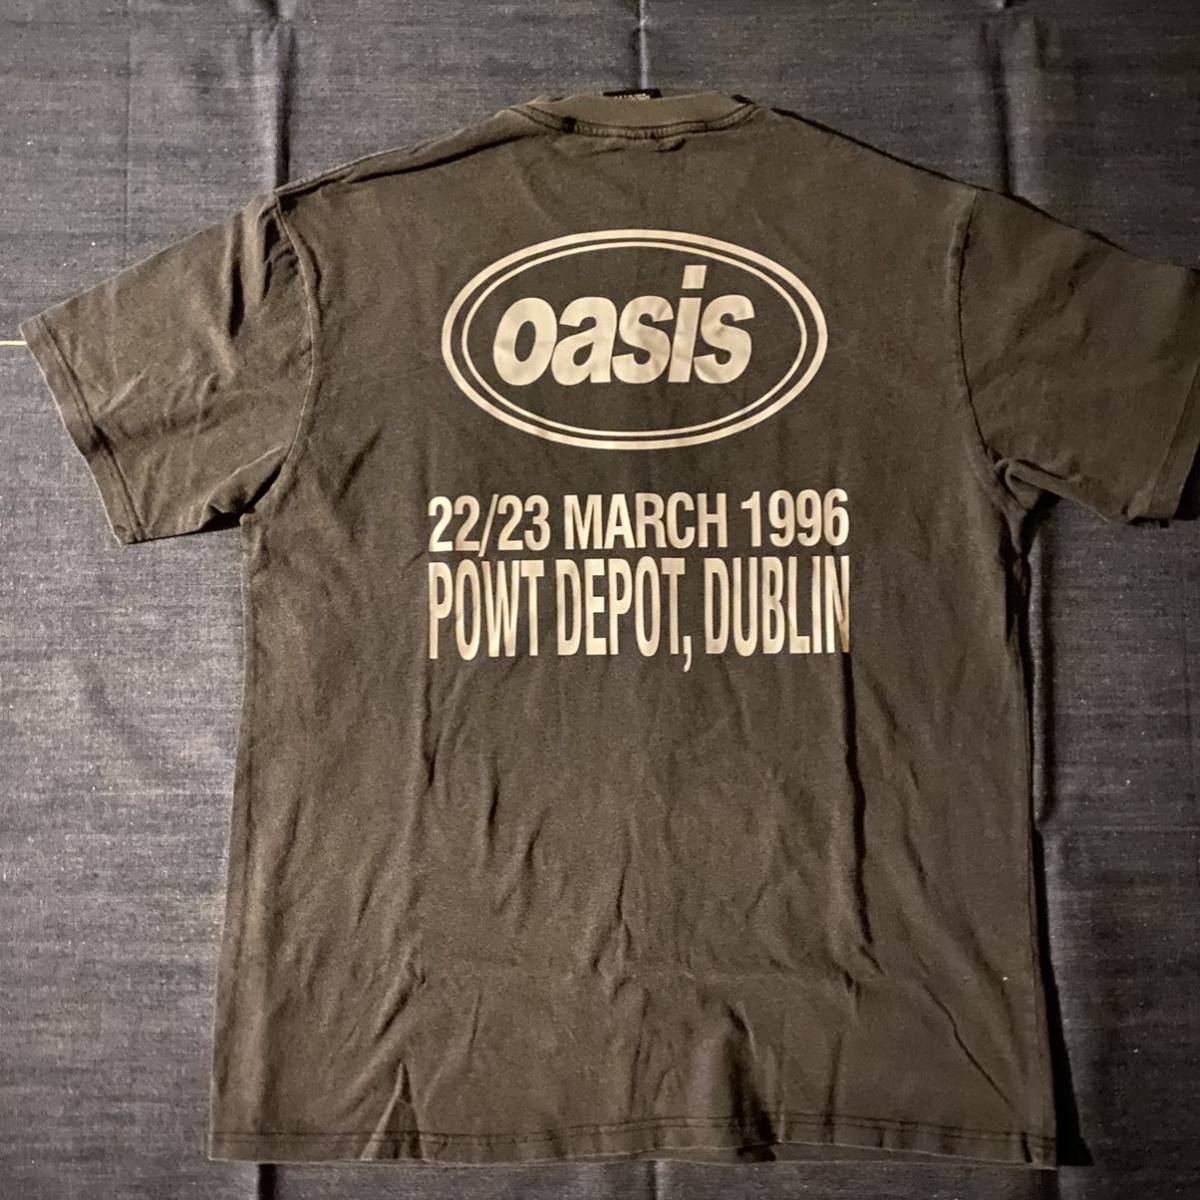 oasis
22/23 MARCH 1996
POWT DEPOT, DUBLIN